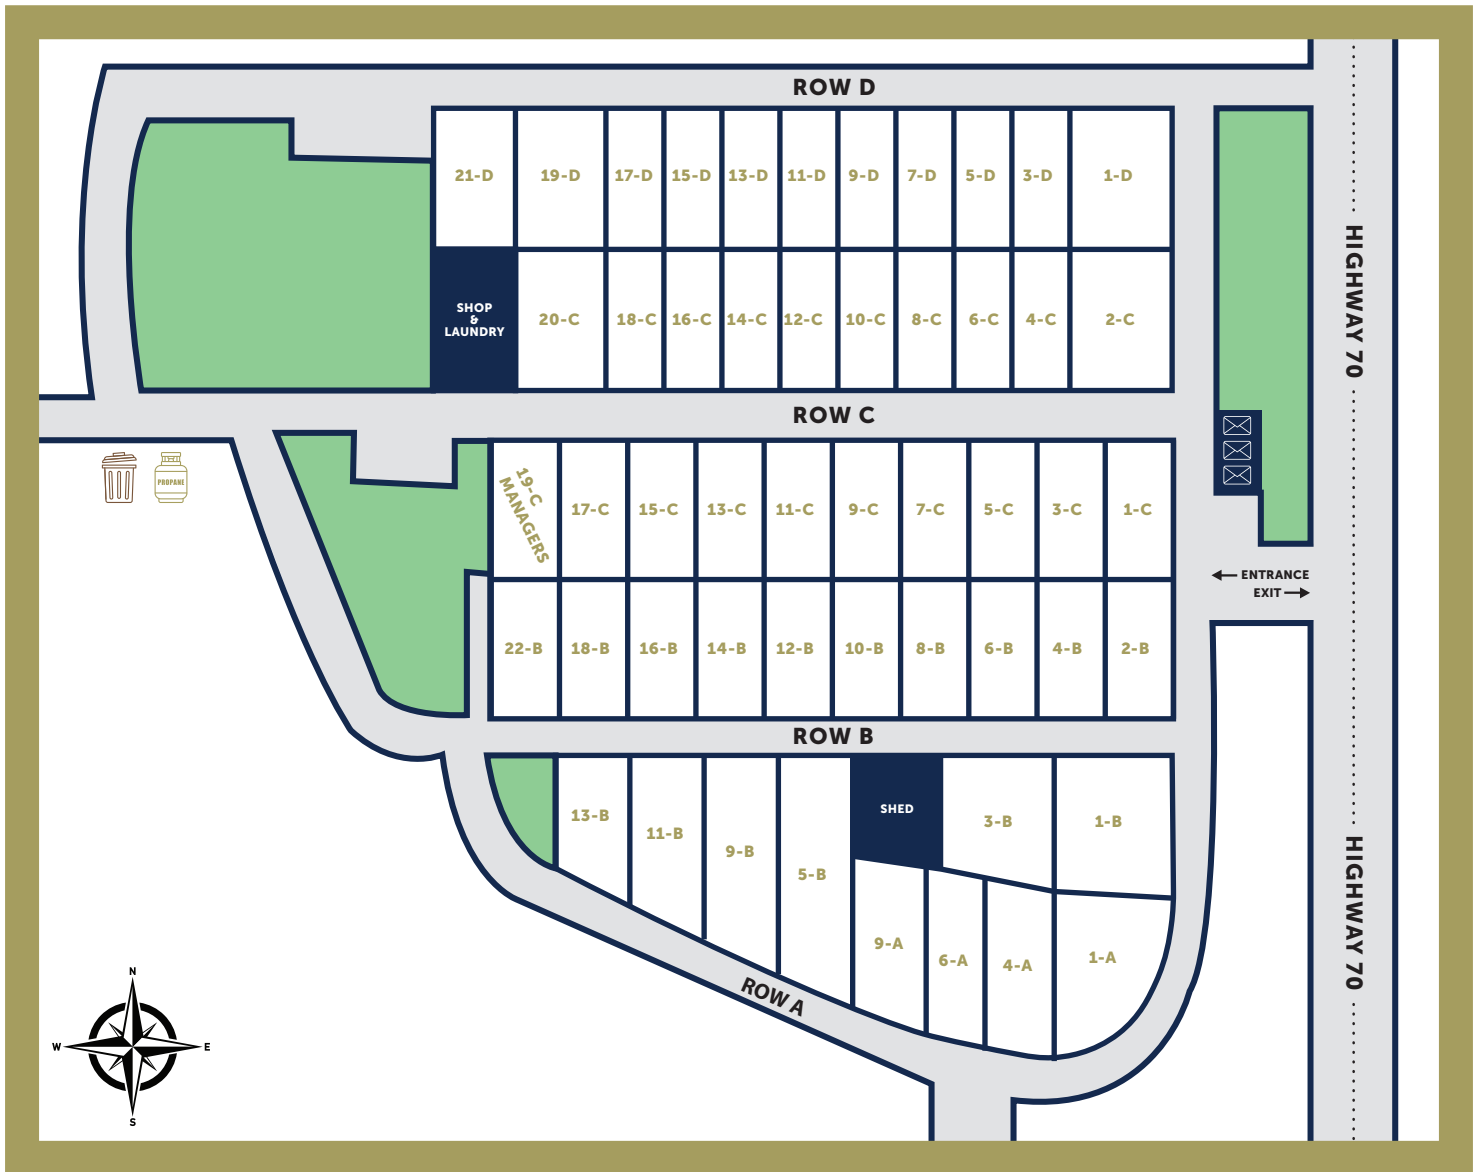 ROW D
21-D 19-D 17-D 15-D 13-D 11-D 9-D 7-D 5-D 3-D 1-D
SHOP
&
LAUNDRY
20-C 18-C 16-C 14-C 12-C 10-C 8-C 6-C 4-C 2-C
HIGHWAY 70
ROW C
PROPANE
19-C
MANAGERS
17-C 15-C 13-C 11-C 9-C 7-C 5-C 3-C 1-C
ENTRANCE
EXIT
22-B 18-B 16-B 14-B 12-B 10-B 8-B 6-B 4-B 2-B
ROW B
13-B 11-B 9-B 5-B
SHED
3-B 1-B
9-A 6-A 4-A 1-A
HIGHWAY 70
ROW A
N
W E
S